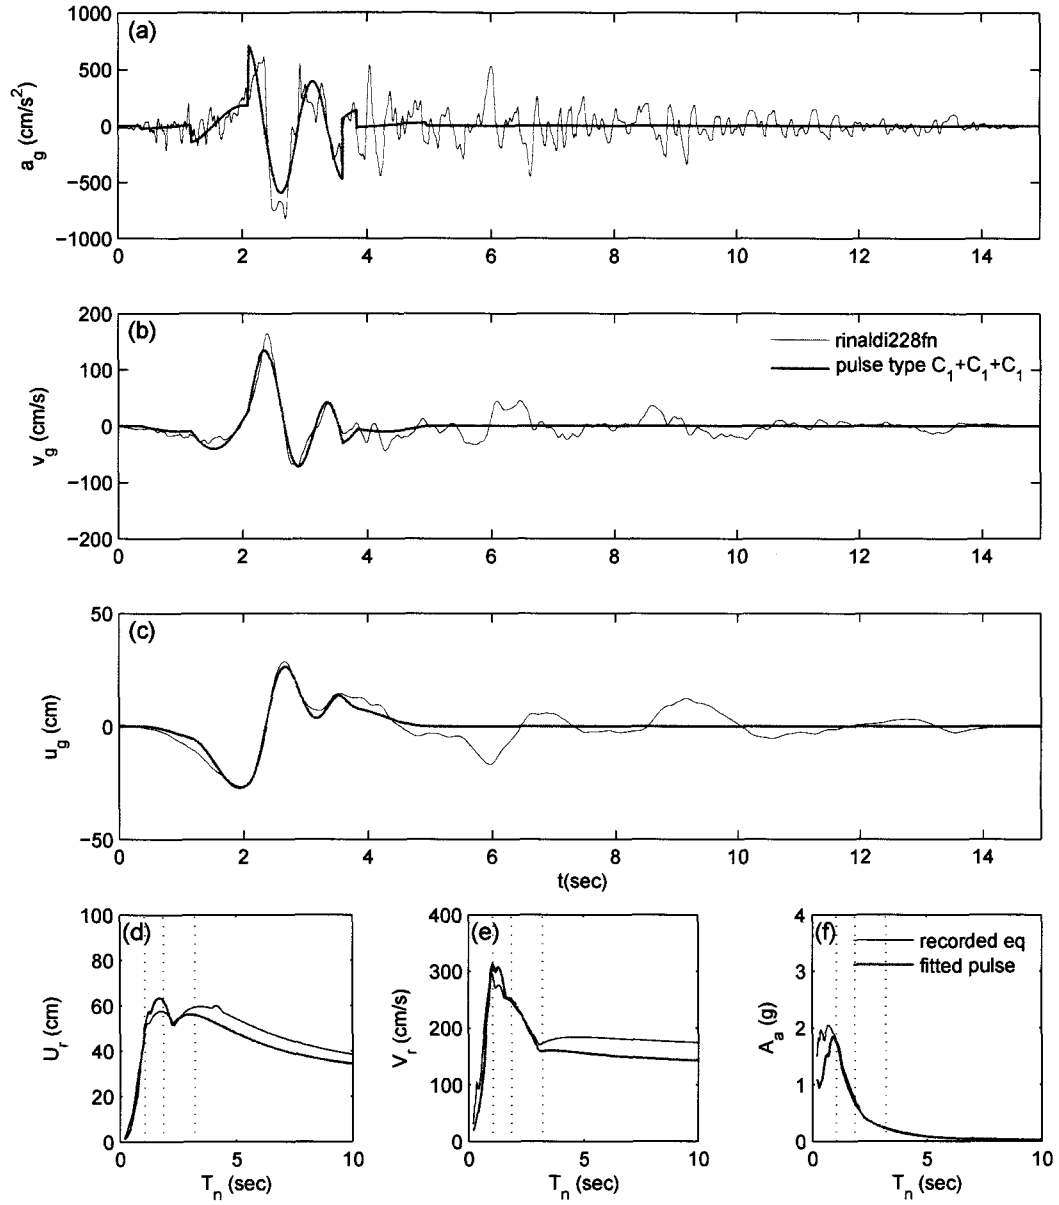 (a)
a_g (cm/s²)
1000
500
0
−500
−1000
0 2 4 6 8 10 12 14
(b)
v_g (cm/s)
200
100
0
−100
−200
rinaldi228fn
pulse type C₁+C₁+C₁
0 2 4 6 8 10 12 14
(c)
u_g (cm)
50
0
−50
0 2 4 6 8 10 12 14
t(sec)
(d)
U_r (cm)
100
80
60
40
20
0
0 5 10
T_n (sec)
(e)
V_r (cm/s)
400
300
200
100
0
0 5 10
T_n (sec)
(f)
A_a (g)
4
3
2
1
0
recorded eq
fitted pulse
0 5 10
T_n (sec)